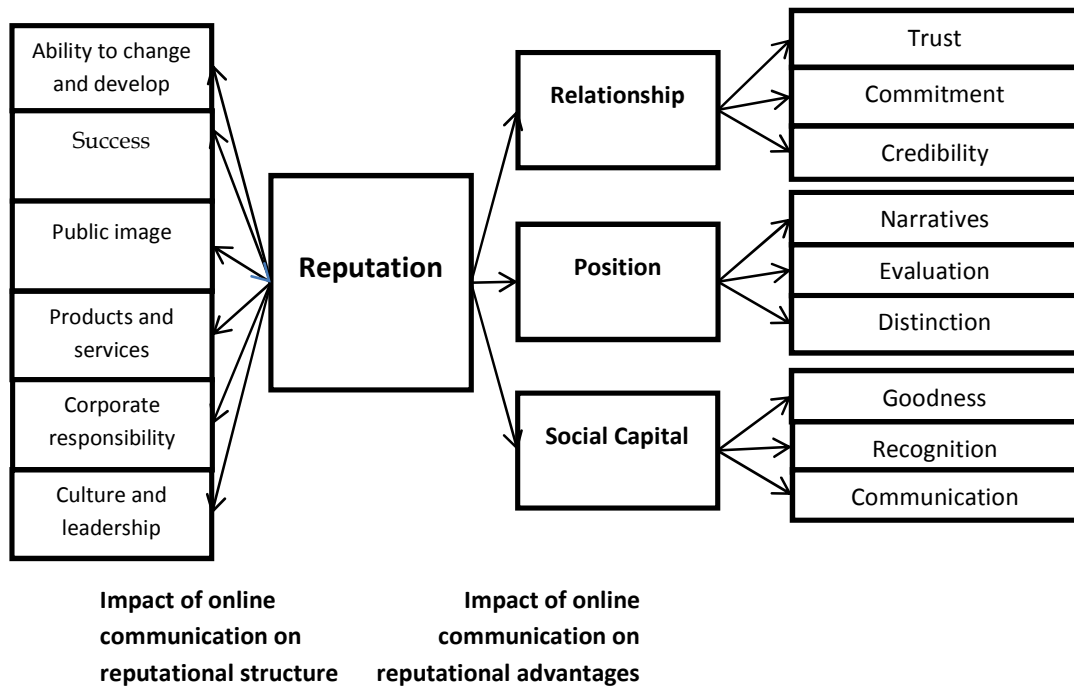 Ability to change
and develop
Success
Public image
Products and
services
Corporate
responsibility
Culture and
leadership
Reputation
Relationship
Position
Social Capital
Trust
Commitment
Credibility
Narratives
Evaluation
Distinction
Goodness
Recognition
Communication
Impact of online
communication on
reputational structure
Impact of online
communication on
reputational advantages